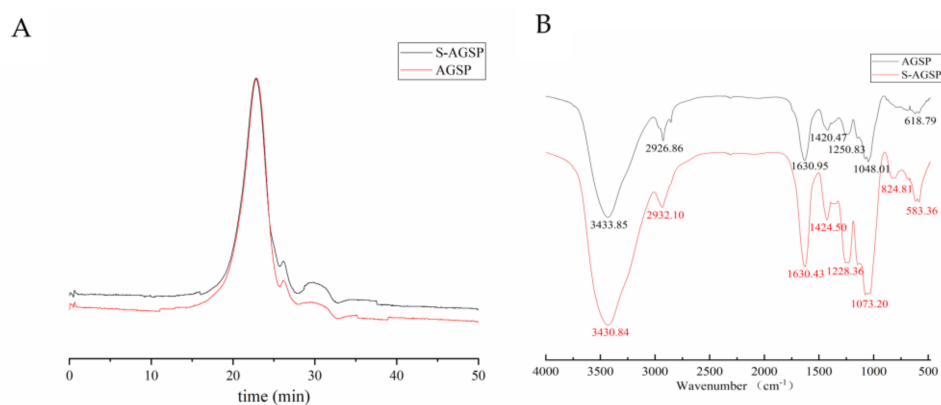 A
S-AGSP
AGSP
0 10 20 30 40 50
time (min)
B
AGSP
S-AGSP
3433.85
2926.86
1630.95
1420.47
1250.83
1048.01
618.79
3430.84
2932.10
1630.43
1424.50
1228.36
1073.20
824.81
583.36
4000 3500 3000 2500 2000 1500 1000 500
Wavenumber (cm⁻¹)